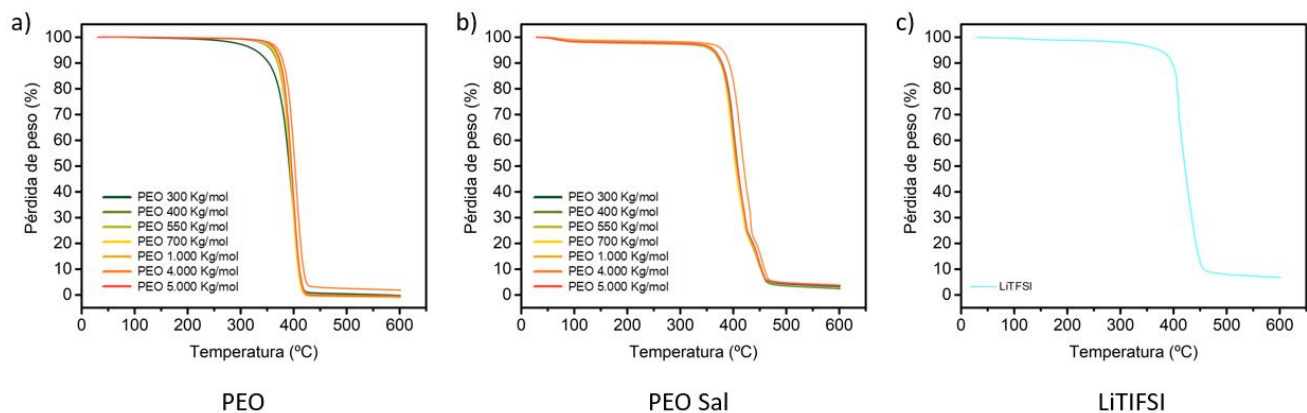 a)
Pérdida de peso (%)
100
90
80
70
60
50
40
30
20
10
0
PEO 300 Kg/mol
PEO 400 Kg/mol
PEO 550 Kg/mol
PEO 700 Kg/mol
PEO 1.000 Kg/mol
PEO 4.000 Kg/mol
PEO 5.000 Kg/mol
0 100 200 300 400 500 600
Temperatura (ºC)
PEO
b)
Pérdida de peso (%)
100
90
80
70
60
50
40
30
20
10
0
PEO 300 Kg/mol
PEO 400 Kg/mol
PEO 550 Kg/mol
PEO 700 Kg/mol
PEO 1.000 Kg/mol
PEO 4.000 Kg/mol
PEO 5.000 Kg/mol
0 100 200 300 400 500 600
Temperatura (ºC)
PEO Sal
c)
Pérdida de peso (%)
100
90
80
70
60
50
40
30
20
10
0
LiTFSI
0 100 200 300 400 500 600
Temperatura (ºC)
LiTIFSI